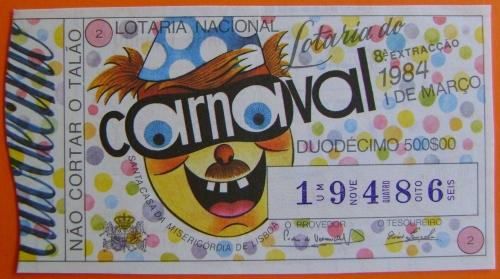 2
NÃO CORTAR O TALÃO
LOTARIA NACIONAL
Lotaria do
carnaval
8ª EXTRACÇÃO
1984
1 DE MARÇO
DUODÉCIMO 500$00
1 UM 9 NOVE 4 QUATRO 8 OITO 6 SEIS
SANTA CASA DA MISERICÓRDIA DE LISBOA
O PROVEDOR
O TESOUREIRO
2